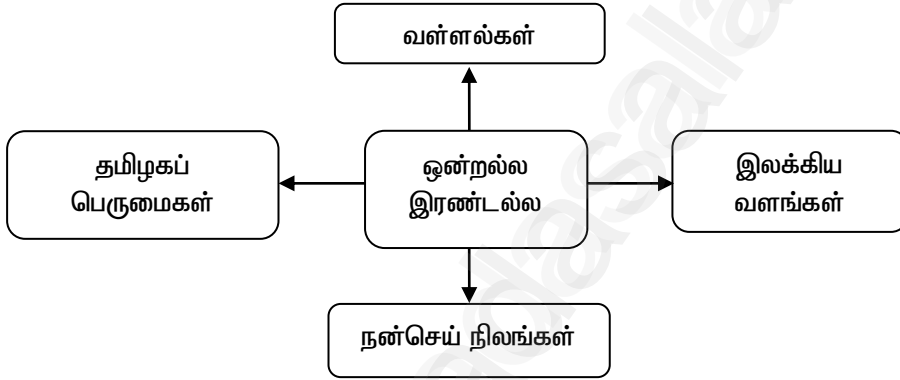 வள்ளல்கள்
தமிழகப்
பெருமைகள்
ஒன்றல்ல
இரண்டல்ல
இலக்கிய
வளங்கள்
நன்செய் நிலங்கள்